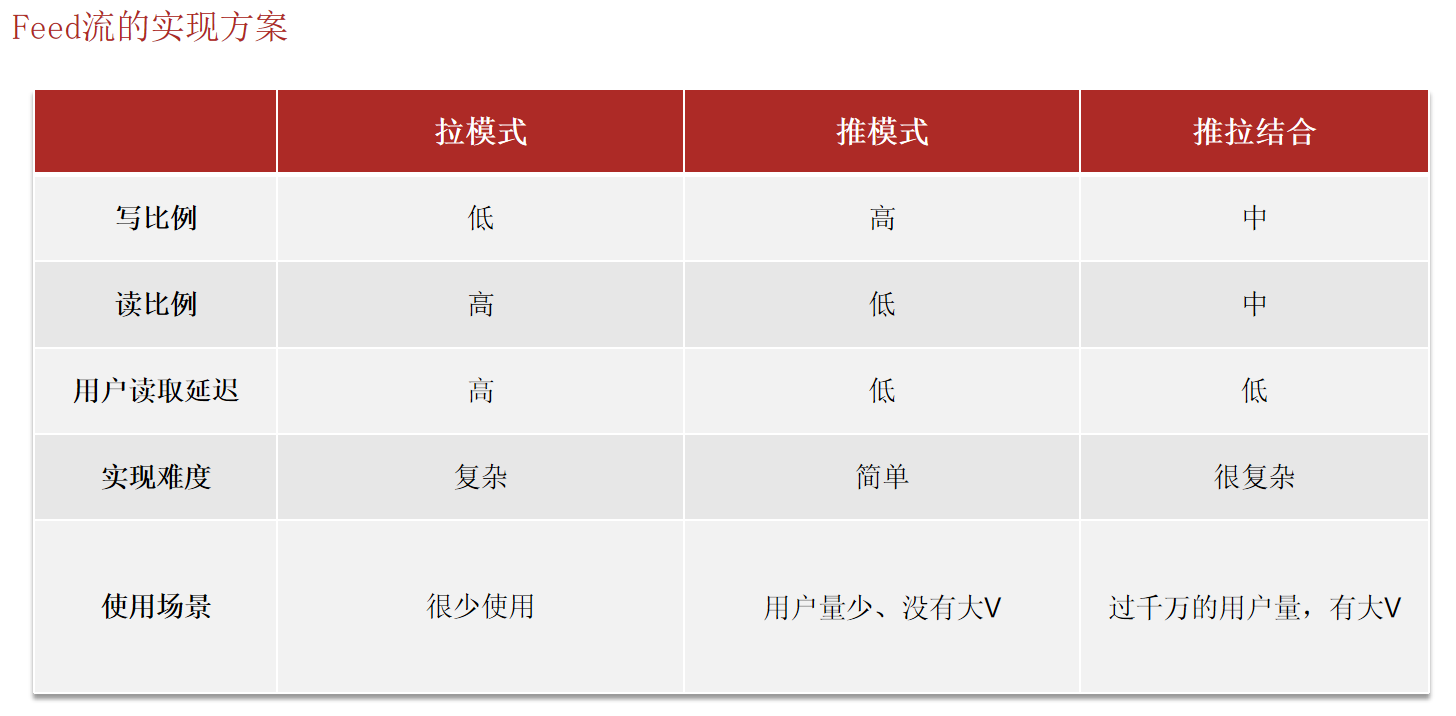 Feed流的实现方案
拉模式 推模式 推拉结合
写比例 低 高 中
读比例 高 低 中
用户读取延迟 高 低 低
实现难度 复杂 简单 很复杂
使用场景 很少使用 用户量少、没有大V 过千万的用户量，有大V